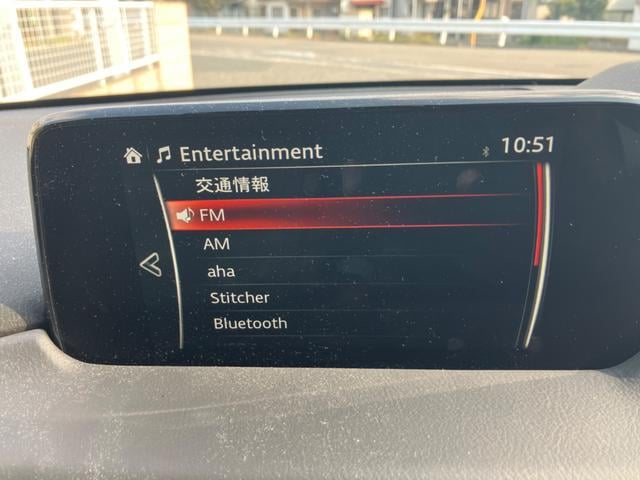 Entertainment
10:51
交通情報
FM
AM
aha
Stitcher
Bluetooth